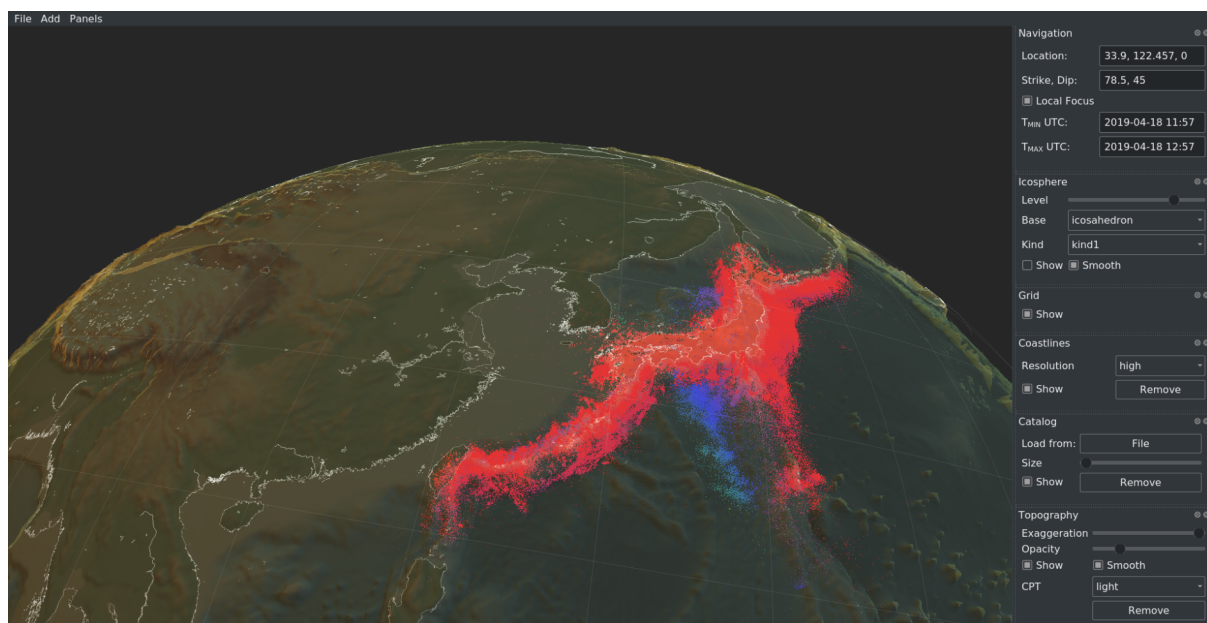 File Add Panels
Navigation
Location: 33.9, 122.457, 0
Strike, Dip: 78.5, 45
Local Focus
TMIN UTC: 2019-04-18 11:57
TMAX UTC: 2019-04-18 12:57
Icosphere
Level
Base icosahedron
Kind kind1
Show Smooth
Grid
Show
Coastlines
Resolution high
Show Remove
Catalog
Load from: File
Size
Show Remove
Topography
Exaggeration
Opacity
Show Smooth
CPT light
Remove